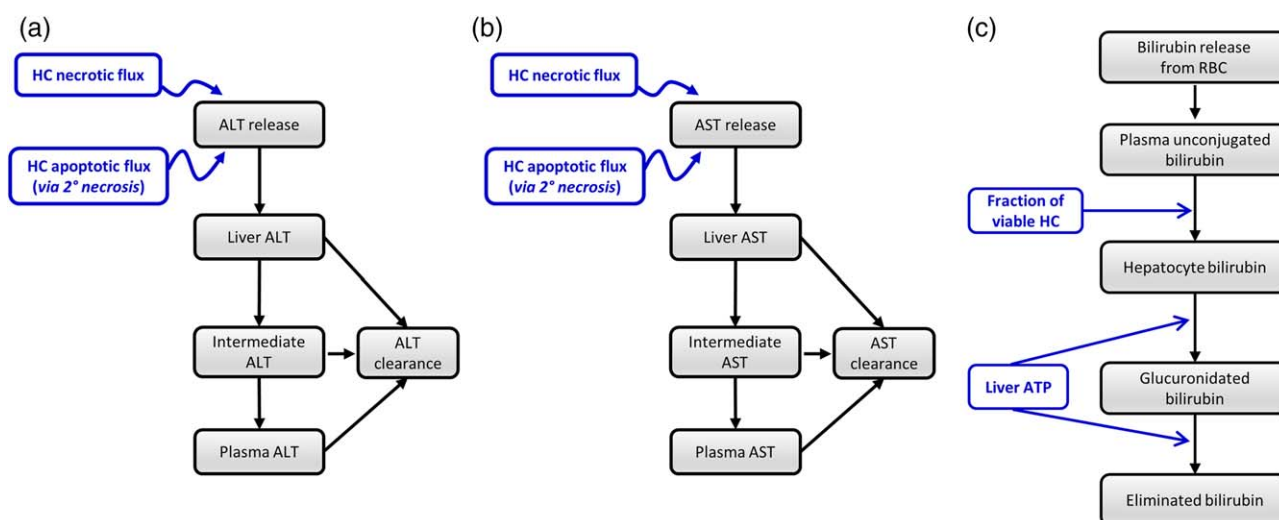 (a)
HC necrotic flux
ALT release
HC apoptotic flux
(via 2° necrosis)
Liver ALT
Intermediate
ALT
ALT
clearance
Plasma ALT
(b)
HC necrotic flux
AST release
HC apoptotic flux
(via 2° necrosis)
Liver AST
Intermediate
AST
AST
clearance
Plasma AST
(c)
Bilirubin release
from RBC
Plasma unconjugated
bilirubin
Fraction of
viable HC
Hepatocyte bilirubin
Liver ATP
Glucuronidated
bilirubin
Eliminated bilirubin